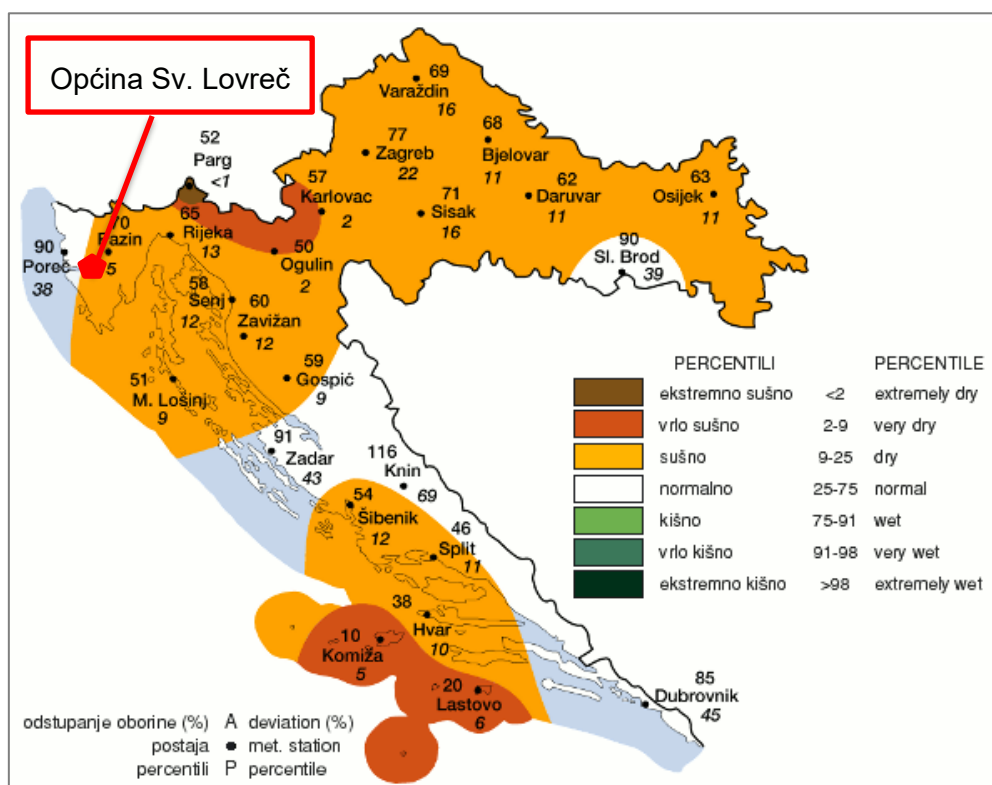 Općina Sv. Lovreč
52
Parg
<1
69
Varaždin
16
77
Zagreb
22
68
Bjelovar
11
57
Karlovac
2
71
Sisak
16
62
Daruvar
11
63
Osijek
11
90
Sl. Brod
39
90
Poreč
38
70
Pazin
5
65
Rijeka
13
50
Ogulin
2
58
Senj
12
60
Zavižan
12
59
Gospić
9
51
M. Lošinj
9
91
Zadar
43
116
Knin
69
54
Šibenik
12
46
Split
11
38
Hvar
10
10
Komiža
5
20
Lastovo
6
85
Dubrovnik
45
PERCENTILI PERCENTILE
ekstremno sušno <2 extremely dry
vrlo sušno 2-9 very dry
sušno 9-25 dry
normalno 25-75 normal
kišno 75-91 wet
vrlo kišno 91-98 very wet
ekstremno kišno >98 extremely wet
odstupanje oborine (%) A deviation (%)
postaja met. station
percentili P percentile